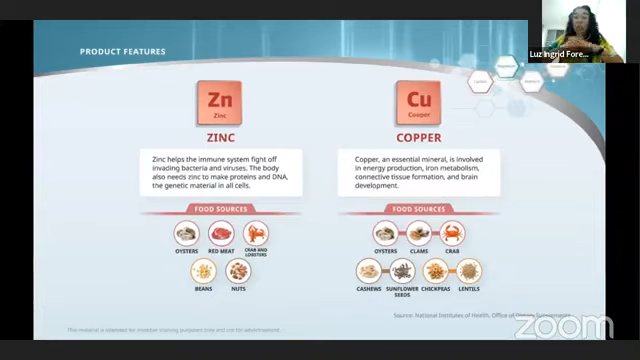 Luz Ingrid Fore...
PRODUCT FEATURES
Zn
Zinc
Cu
Cooper
ZINC
COPPER
Zinc helps the immune system fight off
invading bacteria and viruses. The body
also needs zinc to make proteins and DNA,
the genetic material in all cells.
Copper, an essential mineral, is involved
in energy production, iron metabolism,
connective tissue formation, and brain
development.
FOOD SOURCES
FOOD SOURCES
OYSTERS
RED MEAT
CRAB AND
LOBSTERS
OYSTERS
CLAMS
CRAB
BEANS
NUTS
CASHEWS
SUNFLOWER
SEEDS
CHICKPEAS
LENTILS
Source: National Institutes of Health, Office of Dietary Supplements
This material is intended for member training purposes only and not for advertisement.
zoom